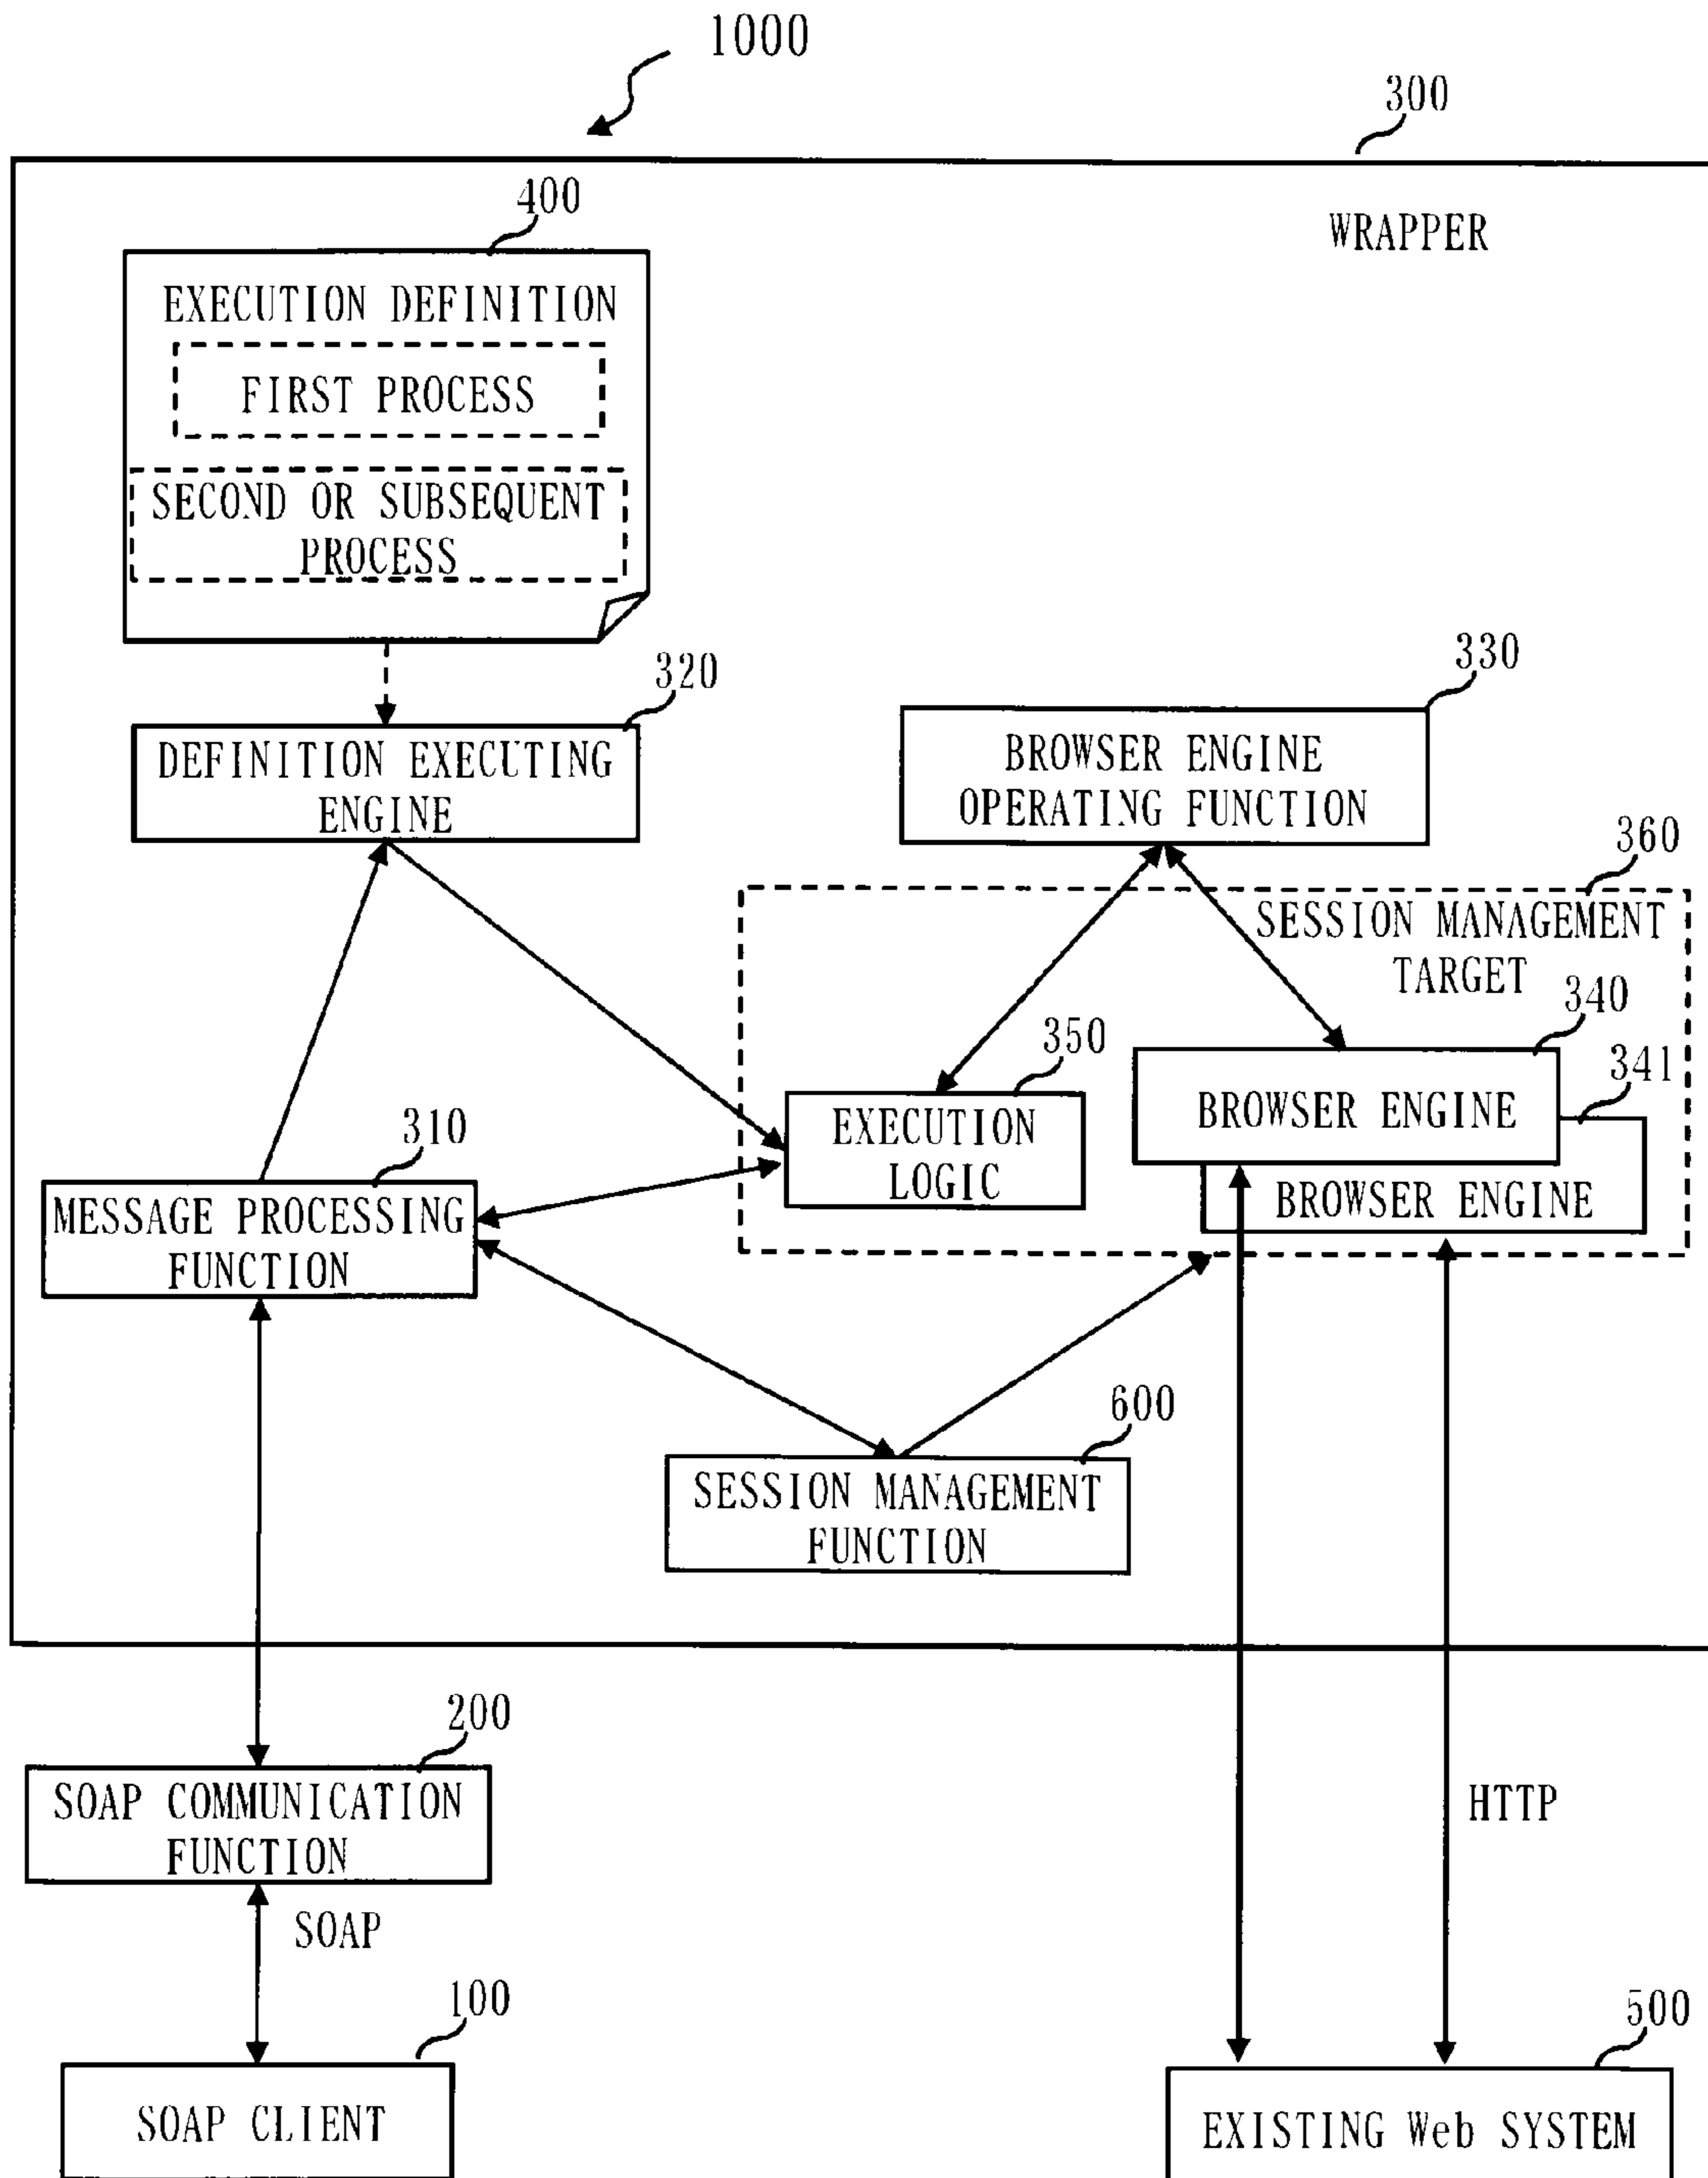 1000
300
WRAPPER
400
EXECUTION DEFINITION
FIRST PROCESS
SECOND OR SUBSEQUENT
PROCESS
320
DEFINITION EXECUTING
ENGINE
330
BROWSER ENGINE
OPERATING FUNCTION
360
SESSION MANAGEMENT
TARGET
340
341
350
BROWSER ENGINE
EXECUTION
LOGIC
BROWSER ENGINE
310
MESSAGE PROCESSING
FUNCTION
600
SESSION MANAGEMENT
FUNCTION
200
SOAP COMMUNICATION
FUNCTION
HTTP
SOAP
100
SOAP CLIENT
500
EXISTING Web SYSTEM